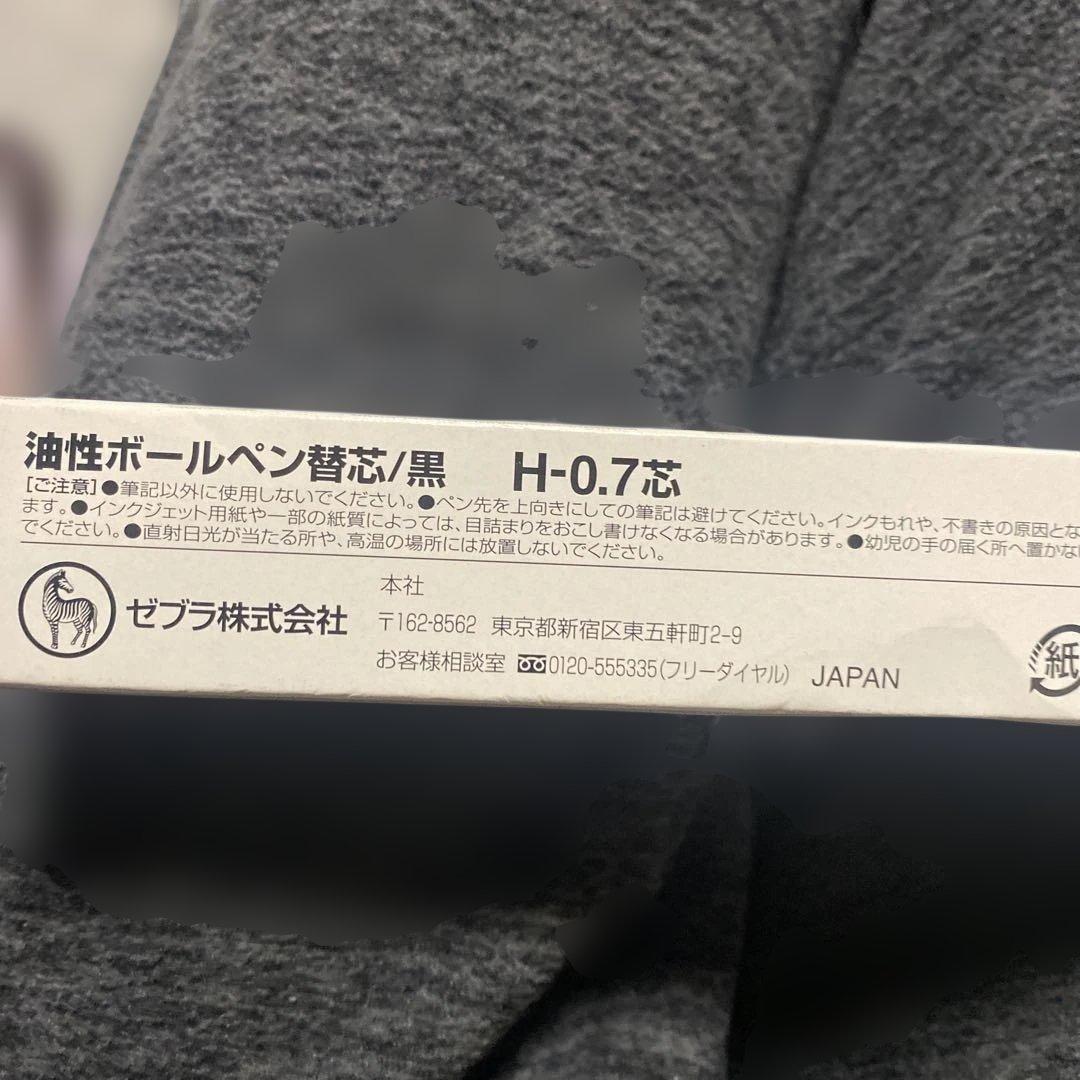 油性ボールペン替芯/黒 H-0.7芯
[ご注意]●筆記以外に使用しないでください。●ペン先を上向きにしての筆記は避けてください。インクもれや、不書きの原因とな
ます。●インクジェット用紙や一部の紙質によっては、目詰まりをおこし書けなくなる場合があります。●幼児の手の届く所へ置かな
でください。●直射日光が当たる所や、高温の場所には放置しないでください。
本社
ゼブラ株式会社 〒162-8562 東京都新宿区東五軒町2-9
お客様相談室 0120-555335(フリーダイヤル) JAPAN
紙